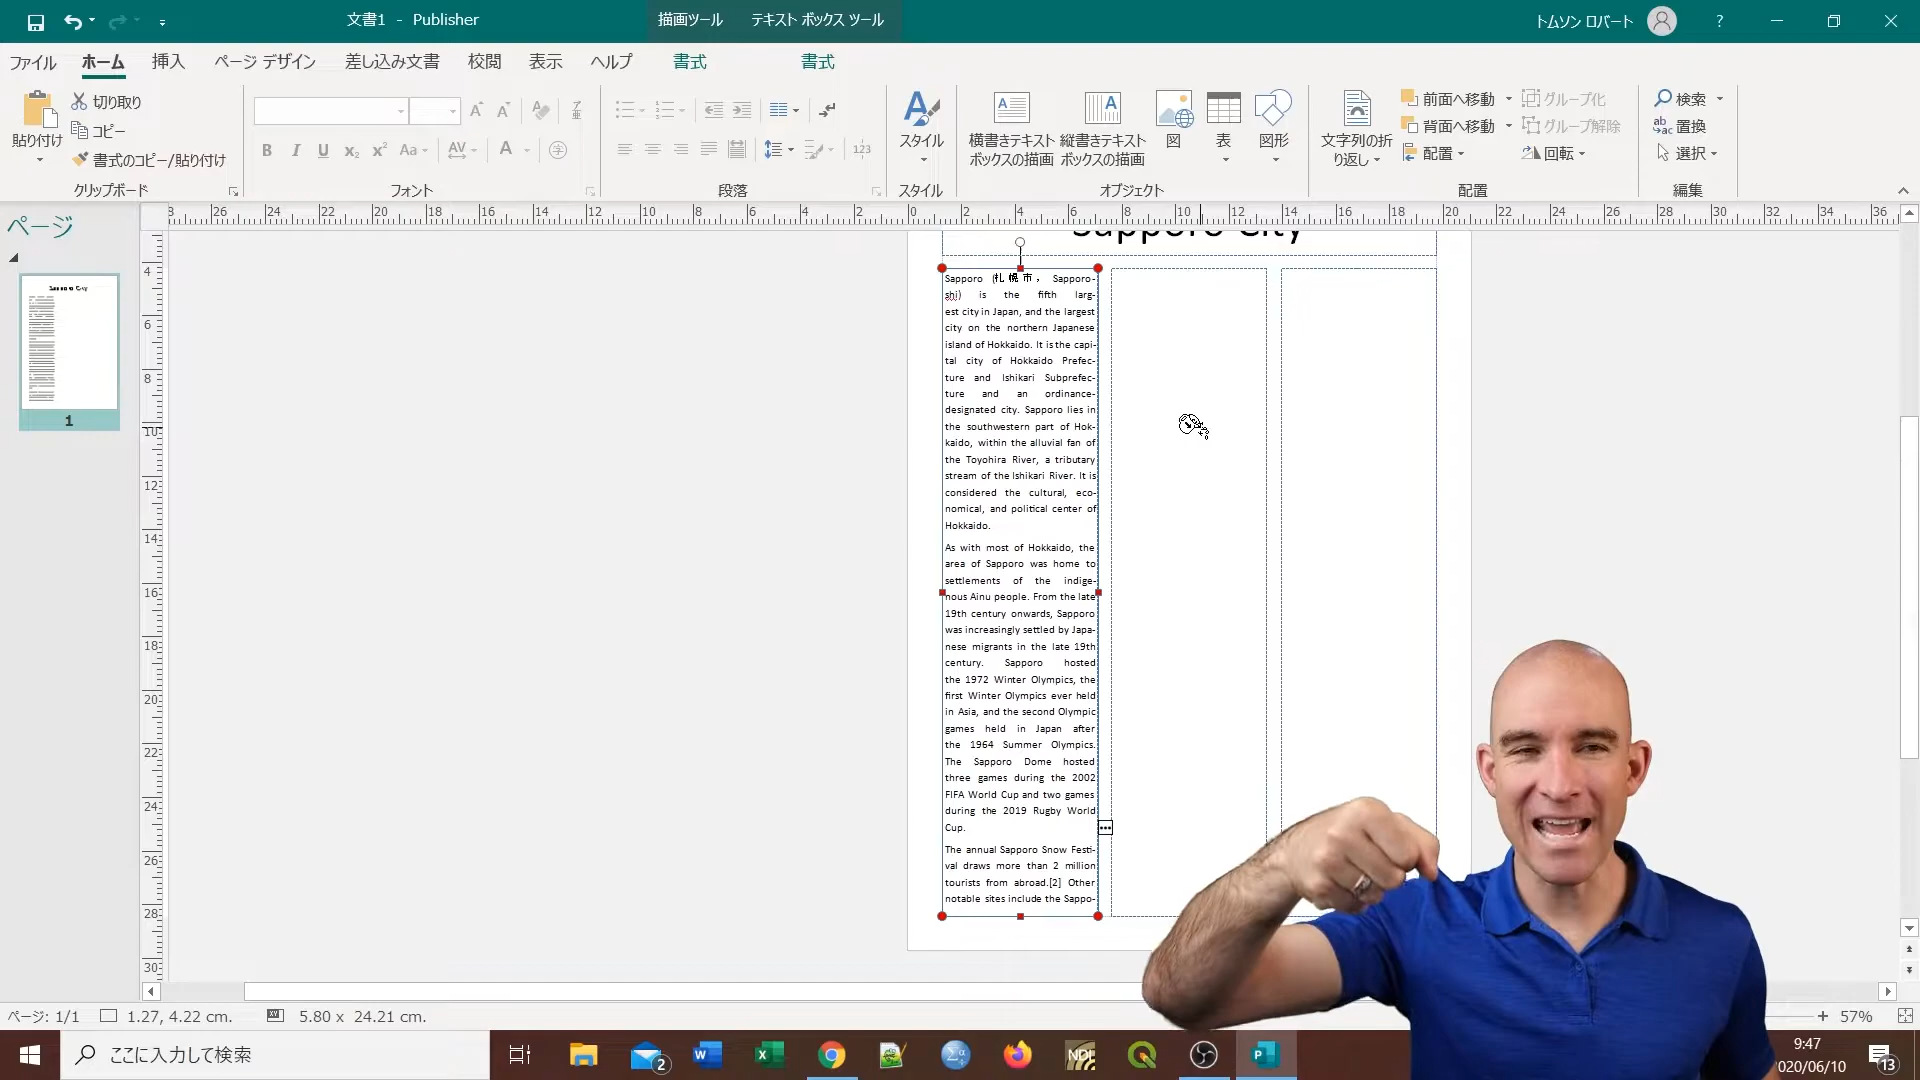 文書1 - Publisher
描画ツール
テキスト ボックス ツール
トムソン ロバート
?
ファイル
ホーム
挿入
ページ デザイン
差し込み文書
校閲
表示
ヘルプ
書式
書式
貼り付け
切り取り
コピー
書式のコピー/貼り付け
クリップボード
フォント
段落
スタイル
スタイル
横書きテキスト
ボックスの描画
縦書きテキスト
ボックスの描画
図
表
図形
オブジェクト
文字列の折
り返し
前面へ移動
背面へ移動
配置
グループ化
グループ解除
回転
配置
検索
置換
選択
編集
ページ
1
Sapporo City
Sapporo (札幌市, Sapporo-
shi) is the fifth larg-
est city in Japan, and the largest
city on the northern Japanese
island of Hokkaido. It is the capi-
tal city of Hokkaido Prefec-
ture and Ishikari Subprefec-
ture and an ordinance-
designated city. Sapporo lies in
the southwestern part of Hok-
kaido, within the alluvial fan of
the Toyohira River, a tributary
stream of the Ishikari River. It is
considered the cultural, eco-
nomical, and political center of
Hokkaido.
As with most of Hokkaido, the
area of Sapporo was home to
settlements of the indige-
nous Ainu people. From the late
19th century onwards, Sapporo
was increasingly settled by Japa-
nese migrants in the late 19th
century. Sapporo hosted
the 1972 Winter Olympics, the
first Winter Olympics ever held
in Asia, and the second Olympic
games held in Japan after
the 1964 Summer Olympics.
The Sapporo Dome hosted
three games during the 2002
FIFA World Cup and two games
during the 2019 Rugby World
Cup.
The annual Sapporo Snow Festi-
val draws more than 2 million
tourists from abroad.[2] Other
notable sites include the Sappo-
ページ: 1/1
1.27, 4.22 cm.
5.80 x 24.21 cm.
57%
ここに入力して検索
2
9:47
020/06/10
13